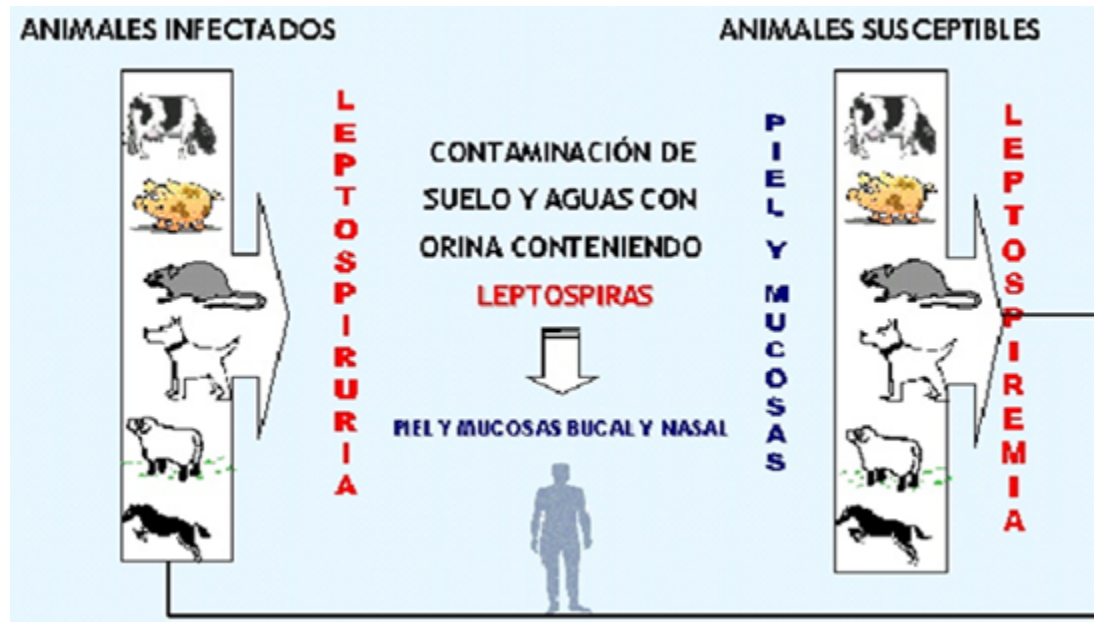 ANIMALES INFECTADOS
ANIMALES SUSCEPTIBLES
LEPTOSPIRURIA
CONTAMINACIÓN DE
SUELO Y AGUAS CON
ORINA CONTENIENDO
LEPTOSPIRAS
PIEL Y MUCOSAS BUCAL Y NASAL
PIEL Y MUCOSAS
LEPTOSPIREMIA